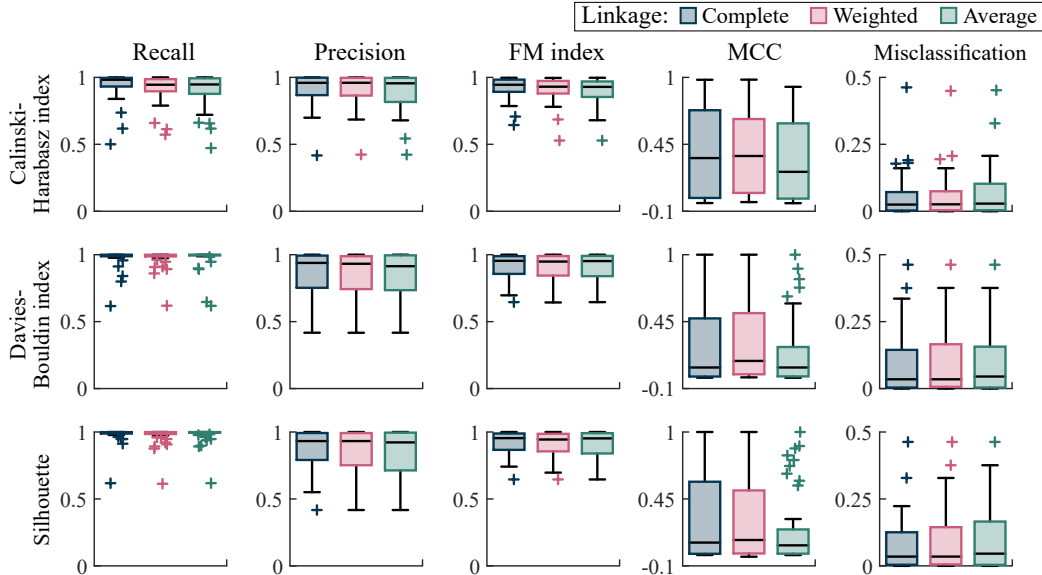 Linkage: Complete Weighted Average
Recall Precision FM index MCC Misclassification
Calinski-
Harabasz index
1 1 1 1 0.5
0.5 0.5 0.5 0.45 0.25
0 0 0 -0.1 0
Davies-
Bouldin index
1 1 1 1 0.5
0.5 0.5 0.5 0.45 0.25
0 0 0 -0.1 0
Silhouette
1 1 1 1 0.5
0.5 0.5 0.5 0.45 0.25
0 0 0 -0.1 0